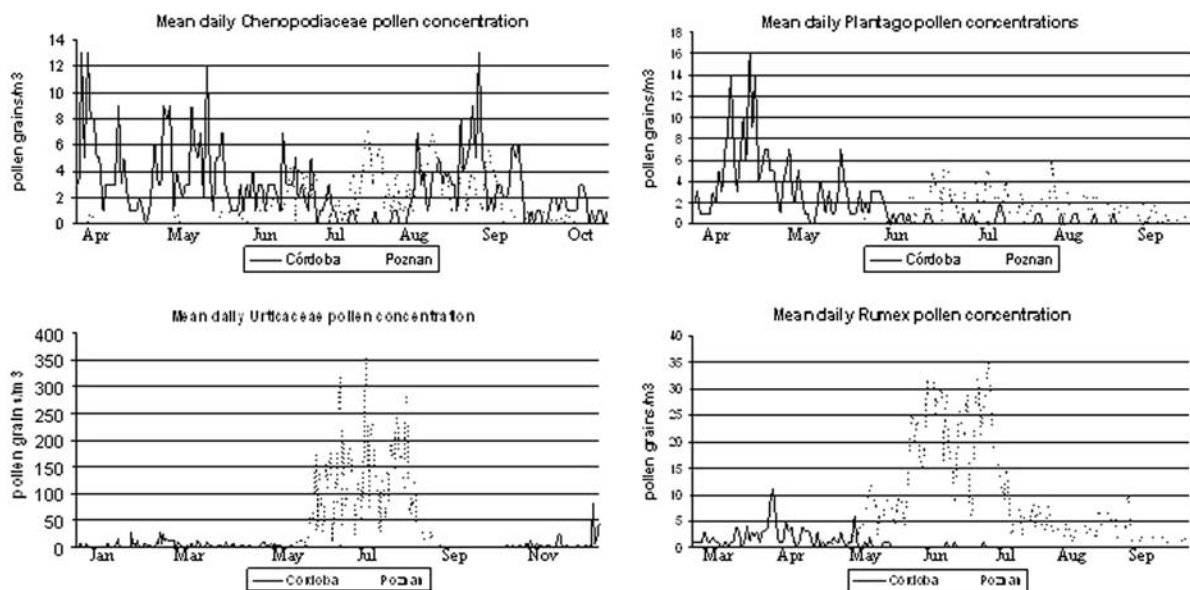 Mean daily Chenopodiaceae pollen concentration
pollen grains/m3
14
12
10
8
6
4
2
0
Apr May Jun Jul Aug Sep Oct
Córdoba Poznan
Mean daily Plantago pollen concentrations
pollen grains/m3
18
16
14
12
10
8
6
4
2
0
Apr May Jun Jul Aug Sep
Córdoba Poznan
Mean daily Urticaceae pollen concentration
pollen grains/m3
400
350
300
250
200
150
100
50
0
Jan Mar May Jul Sep Nov
Córdoba Poznan
Mean daily Rumex pollen concentration
pollen grains/m3
40
35
30
25
20
15
10
5
0
Mar Apr May Jun Jul Aug Sep
Córdoba Poznan